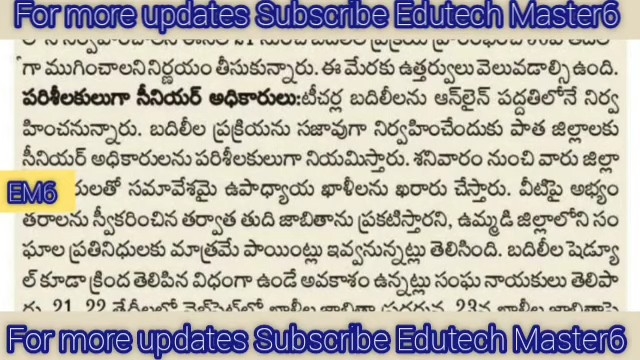 For more updates Subscribe Edutech Master6
గా ముగించాలని నిర్ణయం తీసుకున్నారు. ఈ మేరకు ఉత్తర్వులు వెలువడాల్సి ఉంది.
పరిశీలకులుగా సీనియర్ అధికారులు:టీచర్ల బదిలీలను ఆన్‌లైన్ పద్ధతిలోనే నిర్వ
హించనున్నారు. బదిలీల ప్రక్రియను సజావుగా నిర్వహించేందుకు పాత జిల్లాలకు
సీనియర్ అధికారులను పరిశీలకులుగా నియమిస్తారు. శనివారం నుంచి వారు జిల్లా
EM6 సమావేశమై ఉపాధ్యాయ ఖాళీలను ఖరారు చేస్తారు. వీటిపై అభ్యం
తరాలను స్వీకరించిన తర్వాత తుది జాబితాను ప్రకటిస్తారని, ఉమ్మడి జిల్లాలోని సం
ఘాల ప్రతినిధులకు మాత్రమే పాయింట్లు ఇవ్వనున్నట్లు తెలిసింది. బదిలీల షెడ్యూ
ల్ కూడా క్రింద తెలిపిన విధంగా ఉండే అవకాశం ఉన్నట్లు సంఘ నాయకులు తెలిపా
For more updates Subscribe Edutech Master6